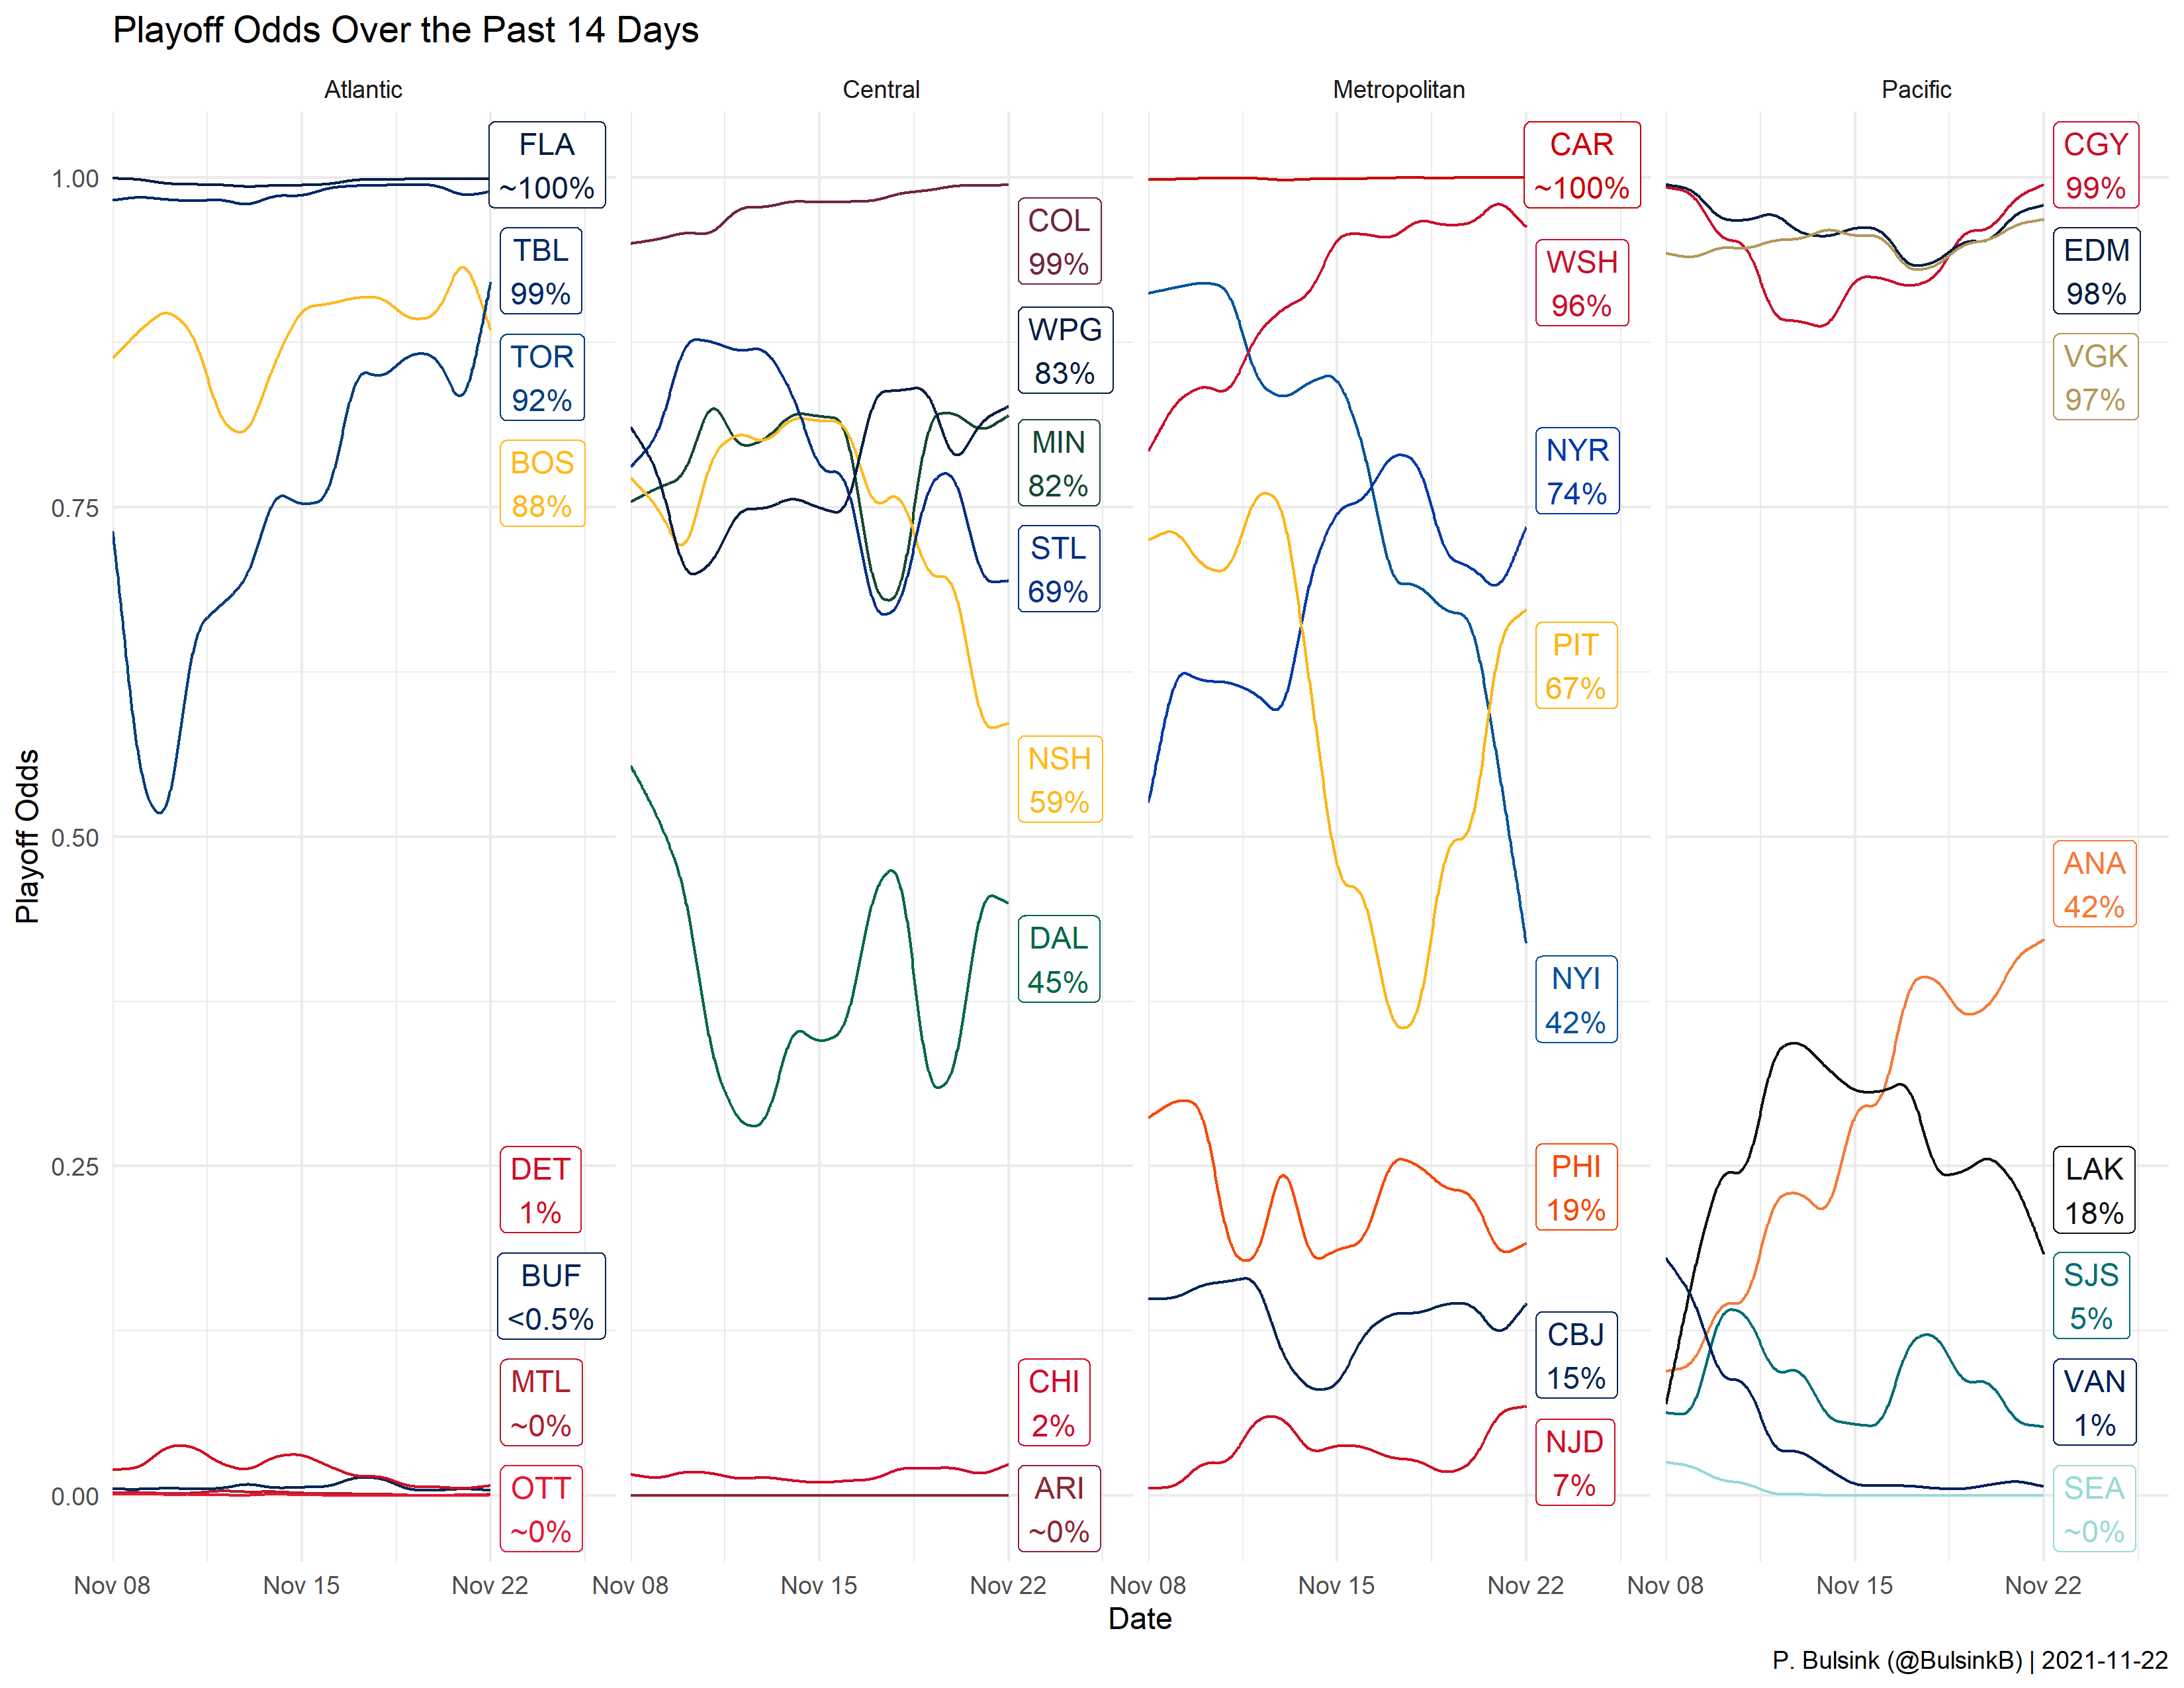 Playoff Odds Over the Past 14 Days
Atlantic
Central
Metropolitan
Pacific
Playoff Odds
1.00
0.75
0.50
0.25
0.00
FLA
~100%
TBL
99%
TOR
92%
BOS
88%
DET
1%
BUF
<0.5%
MTL
~0%
OTT
~0%
COL
99%
WPG
83%
MIN
82%
STL
69%
NSH
59%
DAL
45%
CHI
2%
ARI
~0%
CAR
~100%
WSH
96%
NYR
74%
PIT
67%
NYI
42%
PHI
19%
CBJ
15%
NJD
7%
CGY
99%
EDM
98%
VGK
97%
ANA
42%
LAK
18%
SJS
5%
VAN
1%
SEA
~0%
Nov 08 Nov 15 Nov 22
Nov 08 Nov 15 Nov 22
Nov 08 Nov 15 Nov 22
Nov 08 Nov 15 Nov 22
Date
P. Bulsink (@BulsinkB) | 2021-11-22